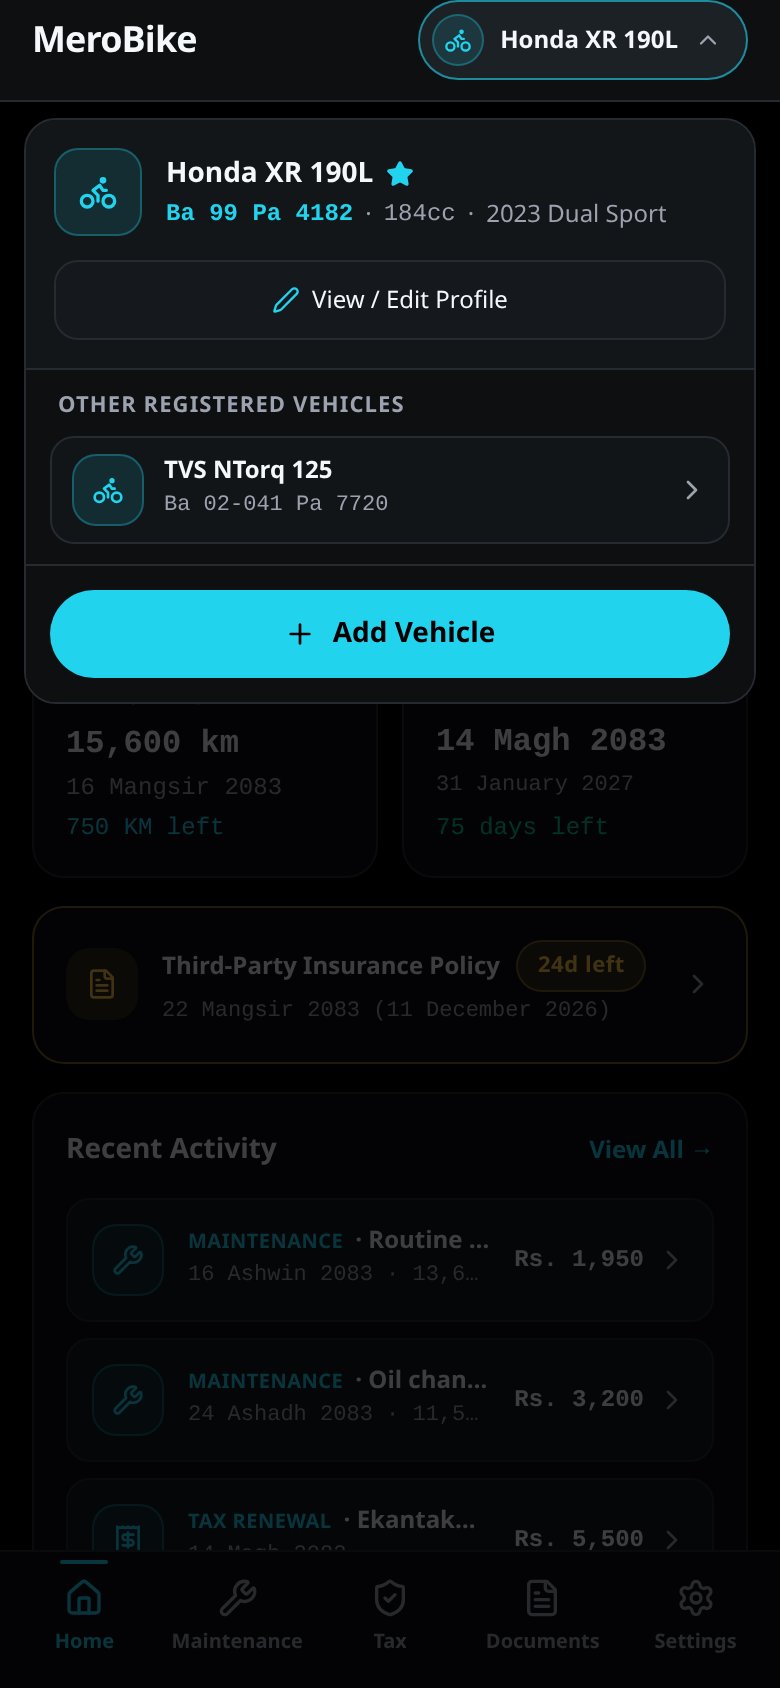 MeroBike
Honda XR 190L
Honda XR 190L
Ba 99 Pa 4182 · 184cc · 2023 Dual Sport
View / Edit Profile
OTHER REGISTERED VEHICLES
TVS NTorq 125
Ba 02-041 Pa 7720
Add Vehicle
15,600 km
16 Mangsir 2083
750 KM left
14 Magh 2083
31 January 2027
75 days left
Third-Party Insurance Policy
24d left
22 Mangsir 2083 (11 December 2026)
Recent Activity
View All →
MAINTENANCE · Routine ...
16 Ashwin 2083 · 13,6…
Rs. 1,950
MAINTENANCE · Oil chan...
24 Ashadh 2083 · 11,5…
Rs. 3,200
TAX RENEWAL · Ekantak...
Rs. 5,500
Home
Maintenance
Tax
Documents
Settings